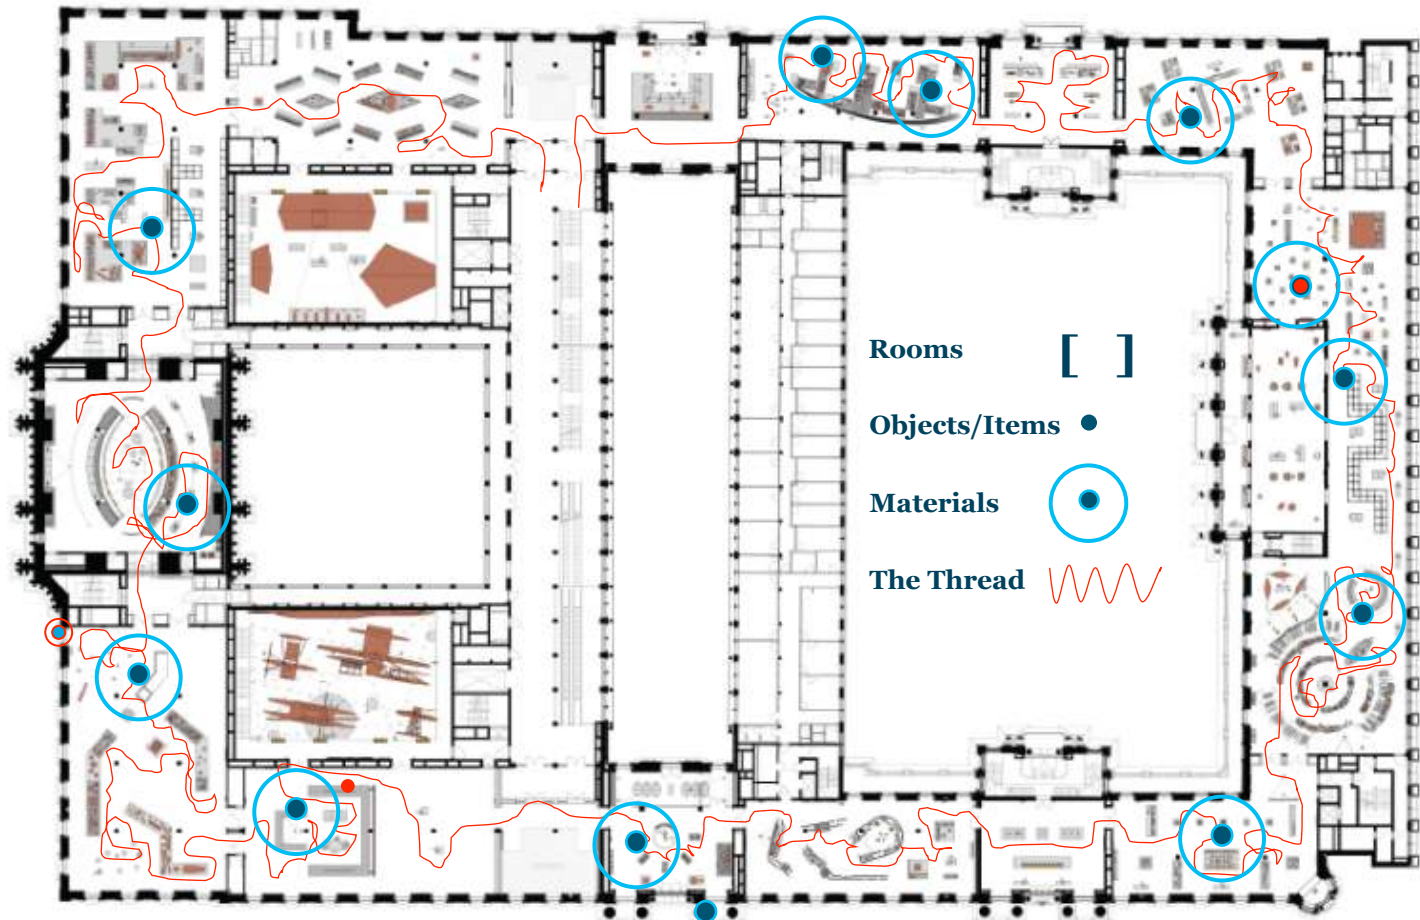 Rooms [ ]
Objects/Items
Materials
The Thread